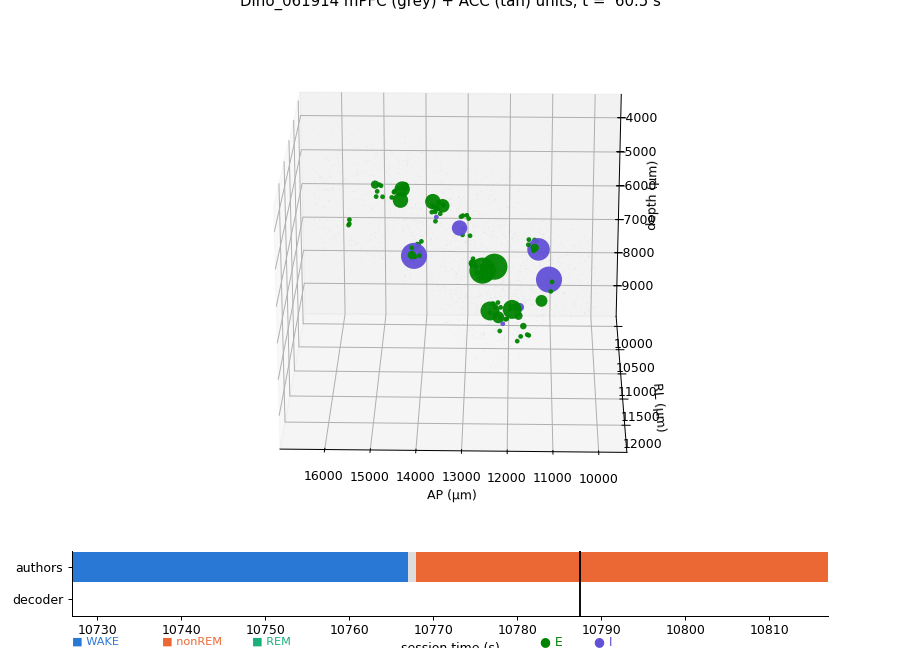 Dino_061914 mPFC (grey) + ACC (tan) units, t = 60.5 s
4000
5000
6000
7000
8000
9000
depth (μm)
10000
10500
11000
11500
12000
RL (μm)
16000 15000 14000 13000 12000 11000 10000
AP (μm)
authors
decoder
10730 10740 10750 10760 10770 10780 10790 10800 10810
session time (s)
WAKE nonREM REM E I